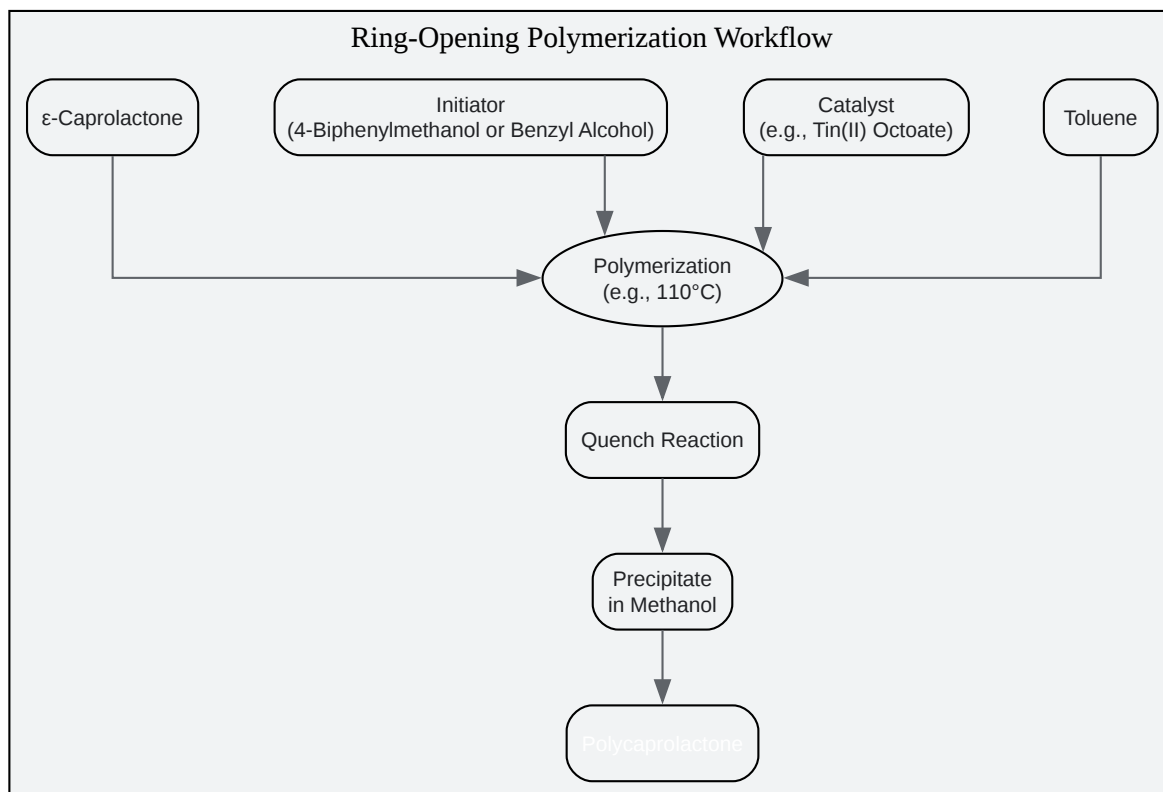 Ring-Opening Polymerization Workflow
ε-Caprolactone
Initiator
(4-Biphenylmethanol or Benzyl Alcohol)
Catalyst
(e.g., Tin(II) Octoate)
Toluene
Polymerization
(e.g., 110°C)
Quench Reaction
Precipitate
in Methanol
Polycaprolactone